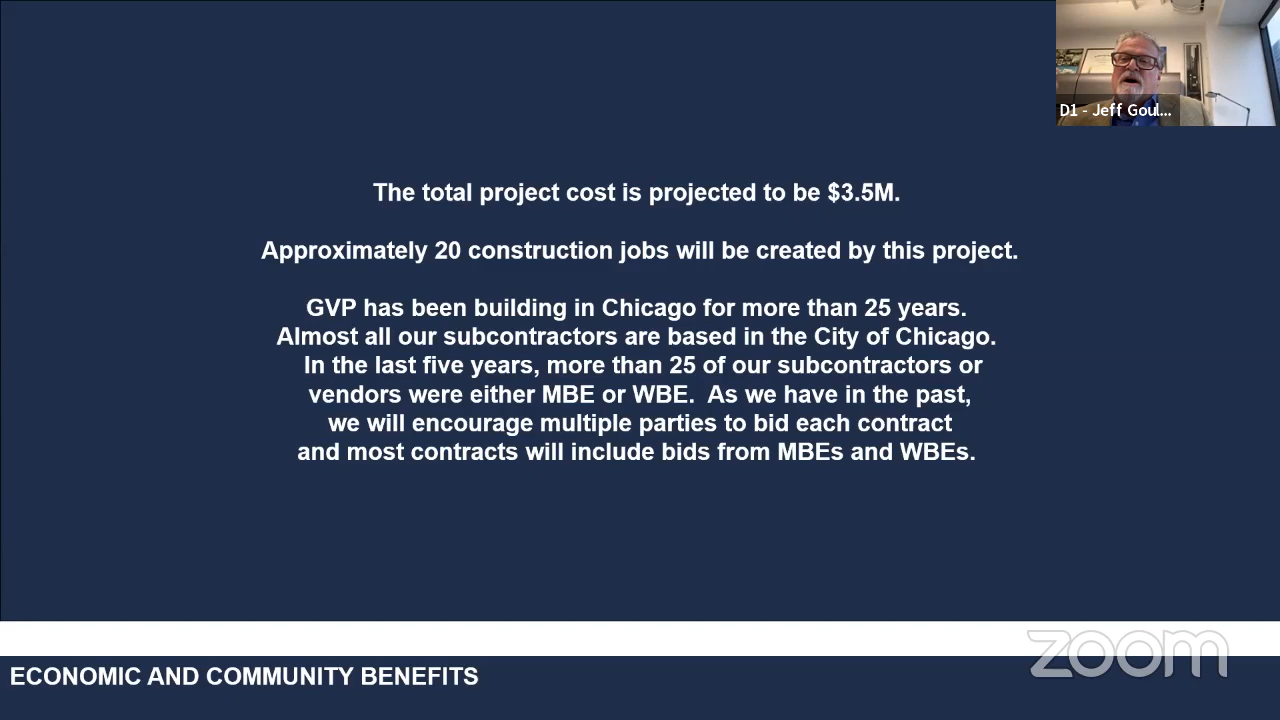 D1 - Jeff Goul...
The total project cost is projected to be $3.5M.
Approximately 20 construction jobs will be created by this project.
GVP has been building in Chicago for more than 25 years.
Almost all our subcontractors are based in the City of Chicago.
In the last five years, more than 25 of our subcontractors or
vendors were either MBE or WBE.  As we have in the past,
we will encourage multiple parties to bid each contract
and most contracts will include bids from MBEs and WBEs.
zoom
ECONOMIC AND COMMUNITY BENEFITS